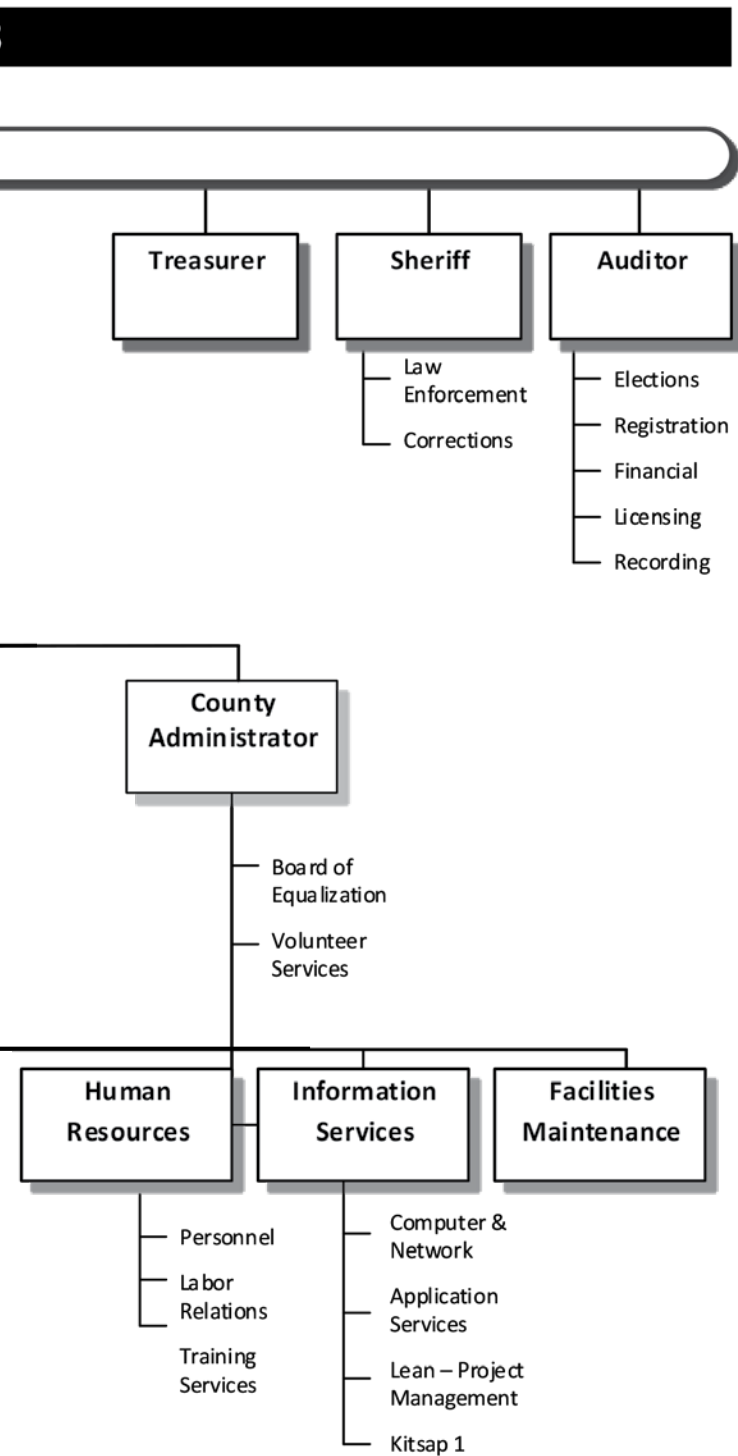 Treasurer
Sheriff
Auditor
Law
Enforcement
Corrections
Elections
Registration
Financial
Licensing
Recording
County
Administrator
Board of
Equalization
Volunteer
Services
Human
Resources
Information
Services
Facilities
Maintenance
Personnel
Labor
Relations
Training
Services
Computer &
Network
Application
Services
Lean – Project
Management
Kitsap 1